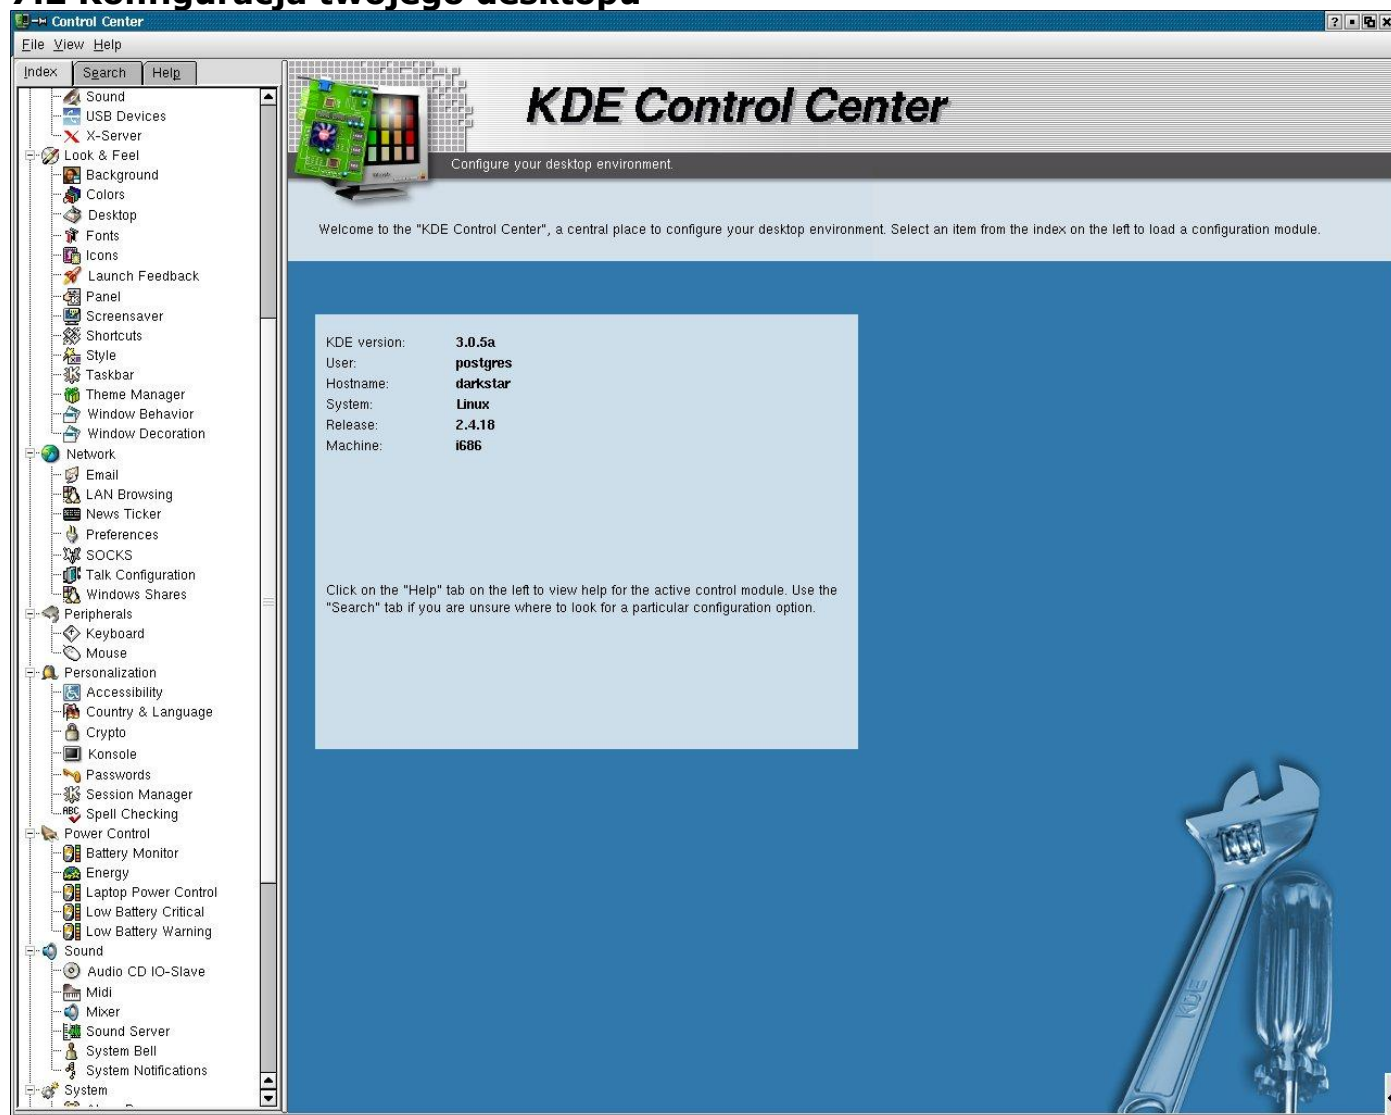 7.2 Konfiguracja twojego desktopu
Control Center
File View Help
Index Search Help
Sound
USB Devices
X-Server
Look & Feel
Background
Colors
Desktop
Fonts
Icons
Launch Feedback
Panel
Screensaver
Shortcuts
Style
Taskbar
Theme Manager
Window Behavior
Window Decoration
Network
Email
LAN Browsing
News Ticker
Preferences
SOCKS
Talk Configuration
Windows Shares
Peripherals
Keyboard
Mouse
Personalization
Accessibility
Country & Language
Crypto
Konsole
Passwords
Session Manager
Spell Checking
Power Control
Battery Monitor
Energy
Laptop Power Control
Low Battery Critical
Low Battery Warning
Sound
Audio CD IO-Slave
Midi
Mixer
Sound Server
System Bell
System Notifications
System
KDE Control Center
Configure your desktop environment.
Welcome to the "KDE Control Center", a central place to configure your desktop environment. Select an item from the index on the left to load a configuration module.
KDE version: 3.0.5a
User: postgres
Hostname: darkstar
System: Linux
Release: 2.4.18
Machine: i686
Click on the "Help" tab on the left to view help for the active control module. Use the
"Search" tab if you are unsure where to look for a particular configuration option.
KDE